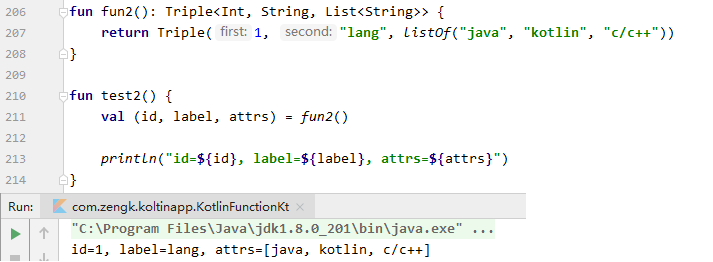 206 fun fun2(): Triple<Int, String, List<String>> {
207 return Triple( first: 1, second: "lang", listOf("java", "kotlin", "c/c++"))
208 }
209
210 fun test2() {
211 val (id, label, attrs) = fun2()
212
213 println("id=${id}, label=${label}, attrs=${attrs}")
214 }
Run: com.zengk.koltinapp.KotlinFunctionKt ×
"C:\Program Files\Java\jdk1.8.0_201\bin\java.exe" ...
id=1, label=lang, attrs=[java, kotlin, c/c++]